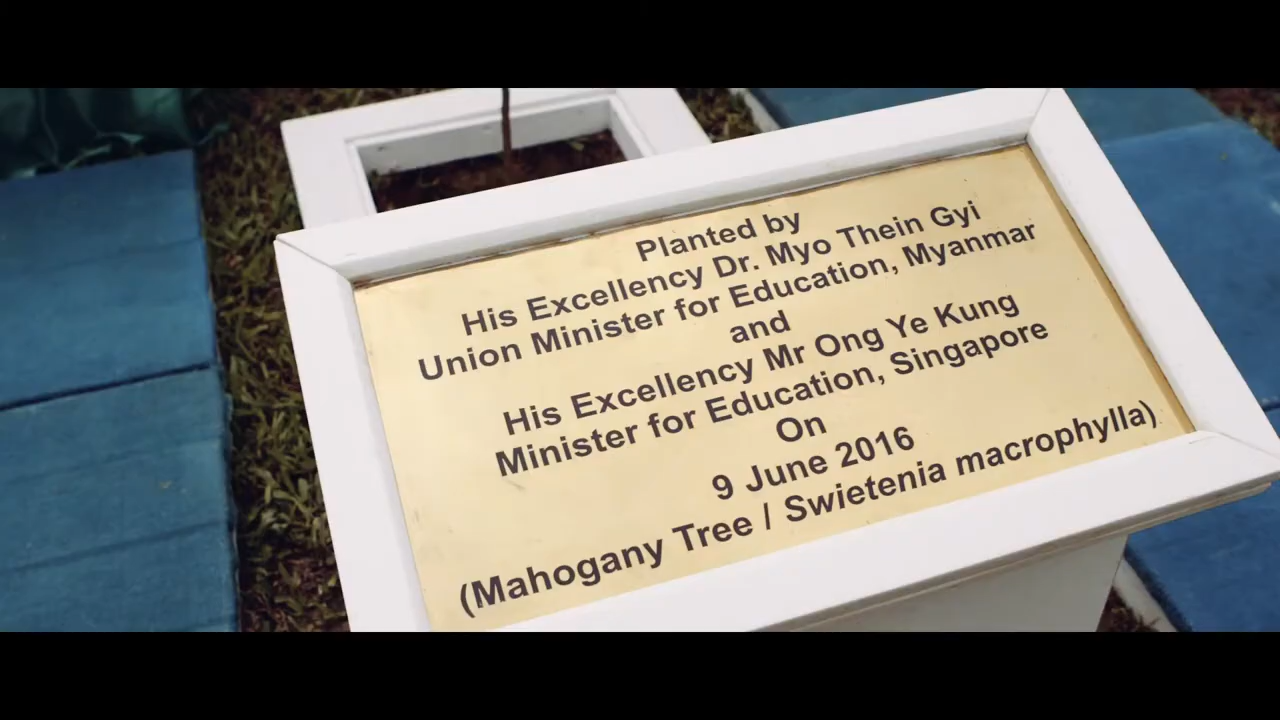 Planted by
His Excellency Dr. Myo Thein Gyi
Union Minister for Education, Myanmar
and
His Excellency Mr Ong Ye Kung
Minister for Education, Singapore
On
9 June 2016
(Mahogany Tree / Swietenia macrophylla)